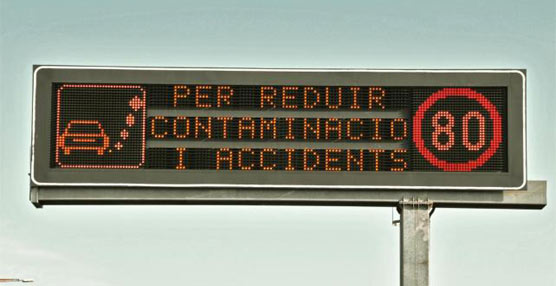 PER REDUIR
CONTAMINACIO
I ACCIDENTS
80